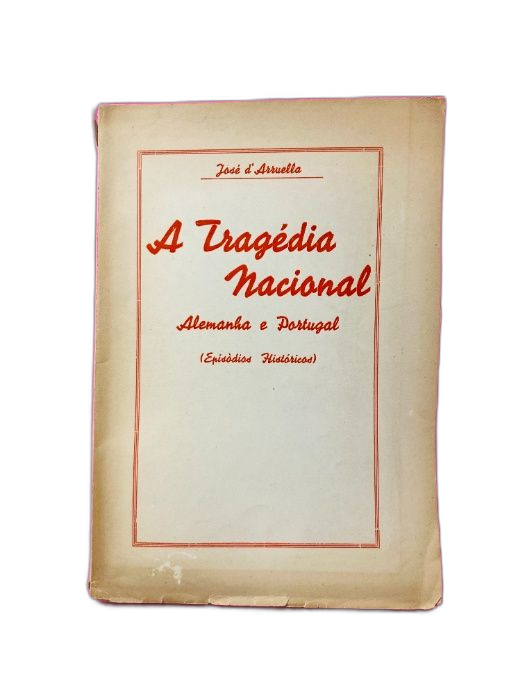 José d'Arruella
A Tragédia
Nacional
Alemanha e Portugal
(Episòdios Históricos)